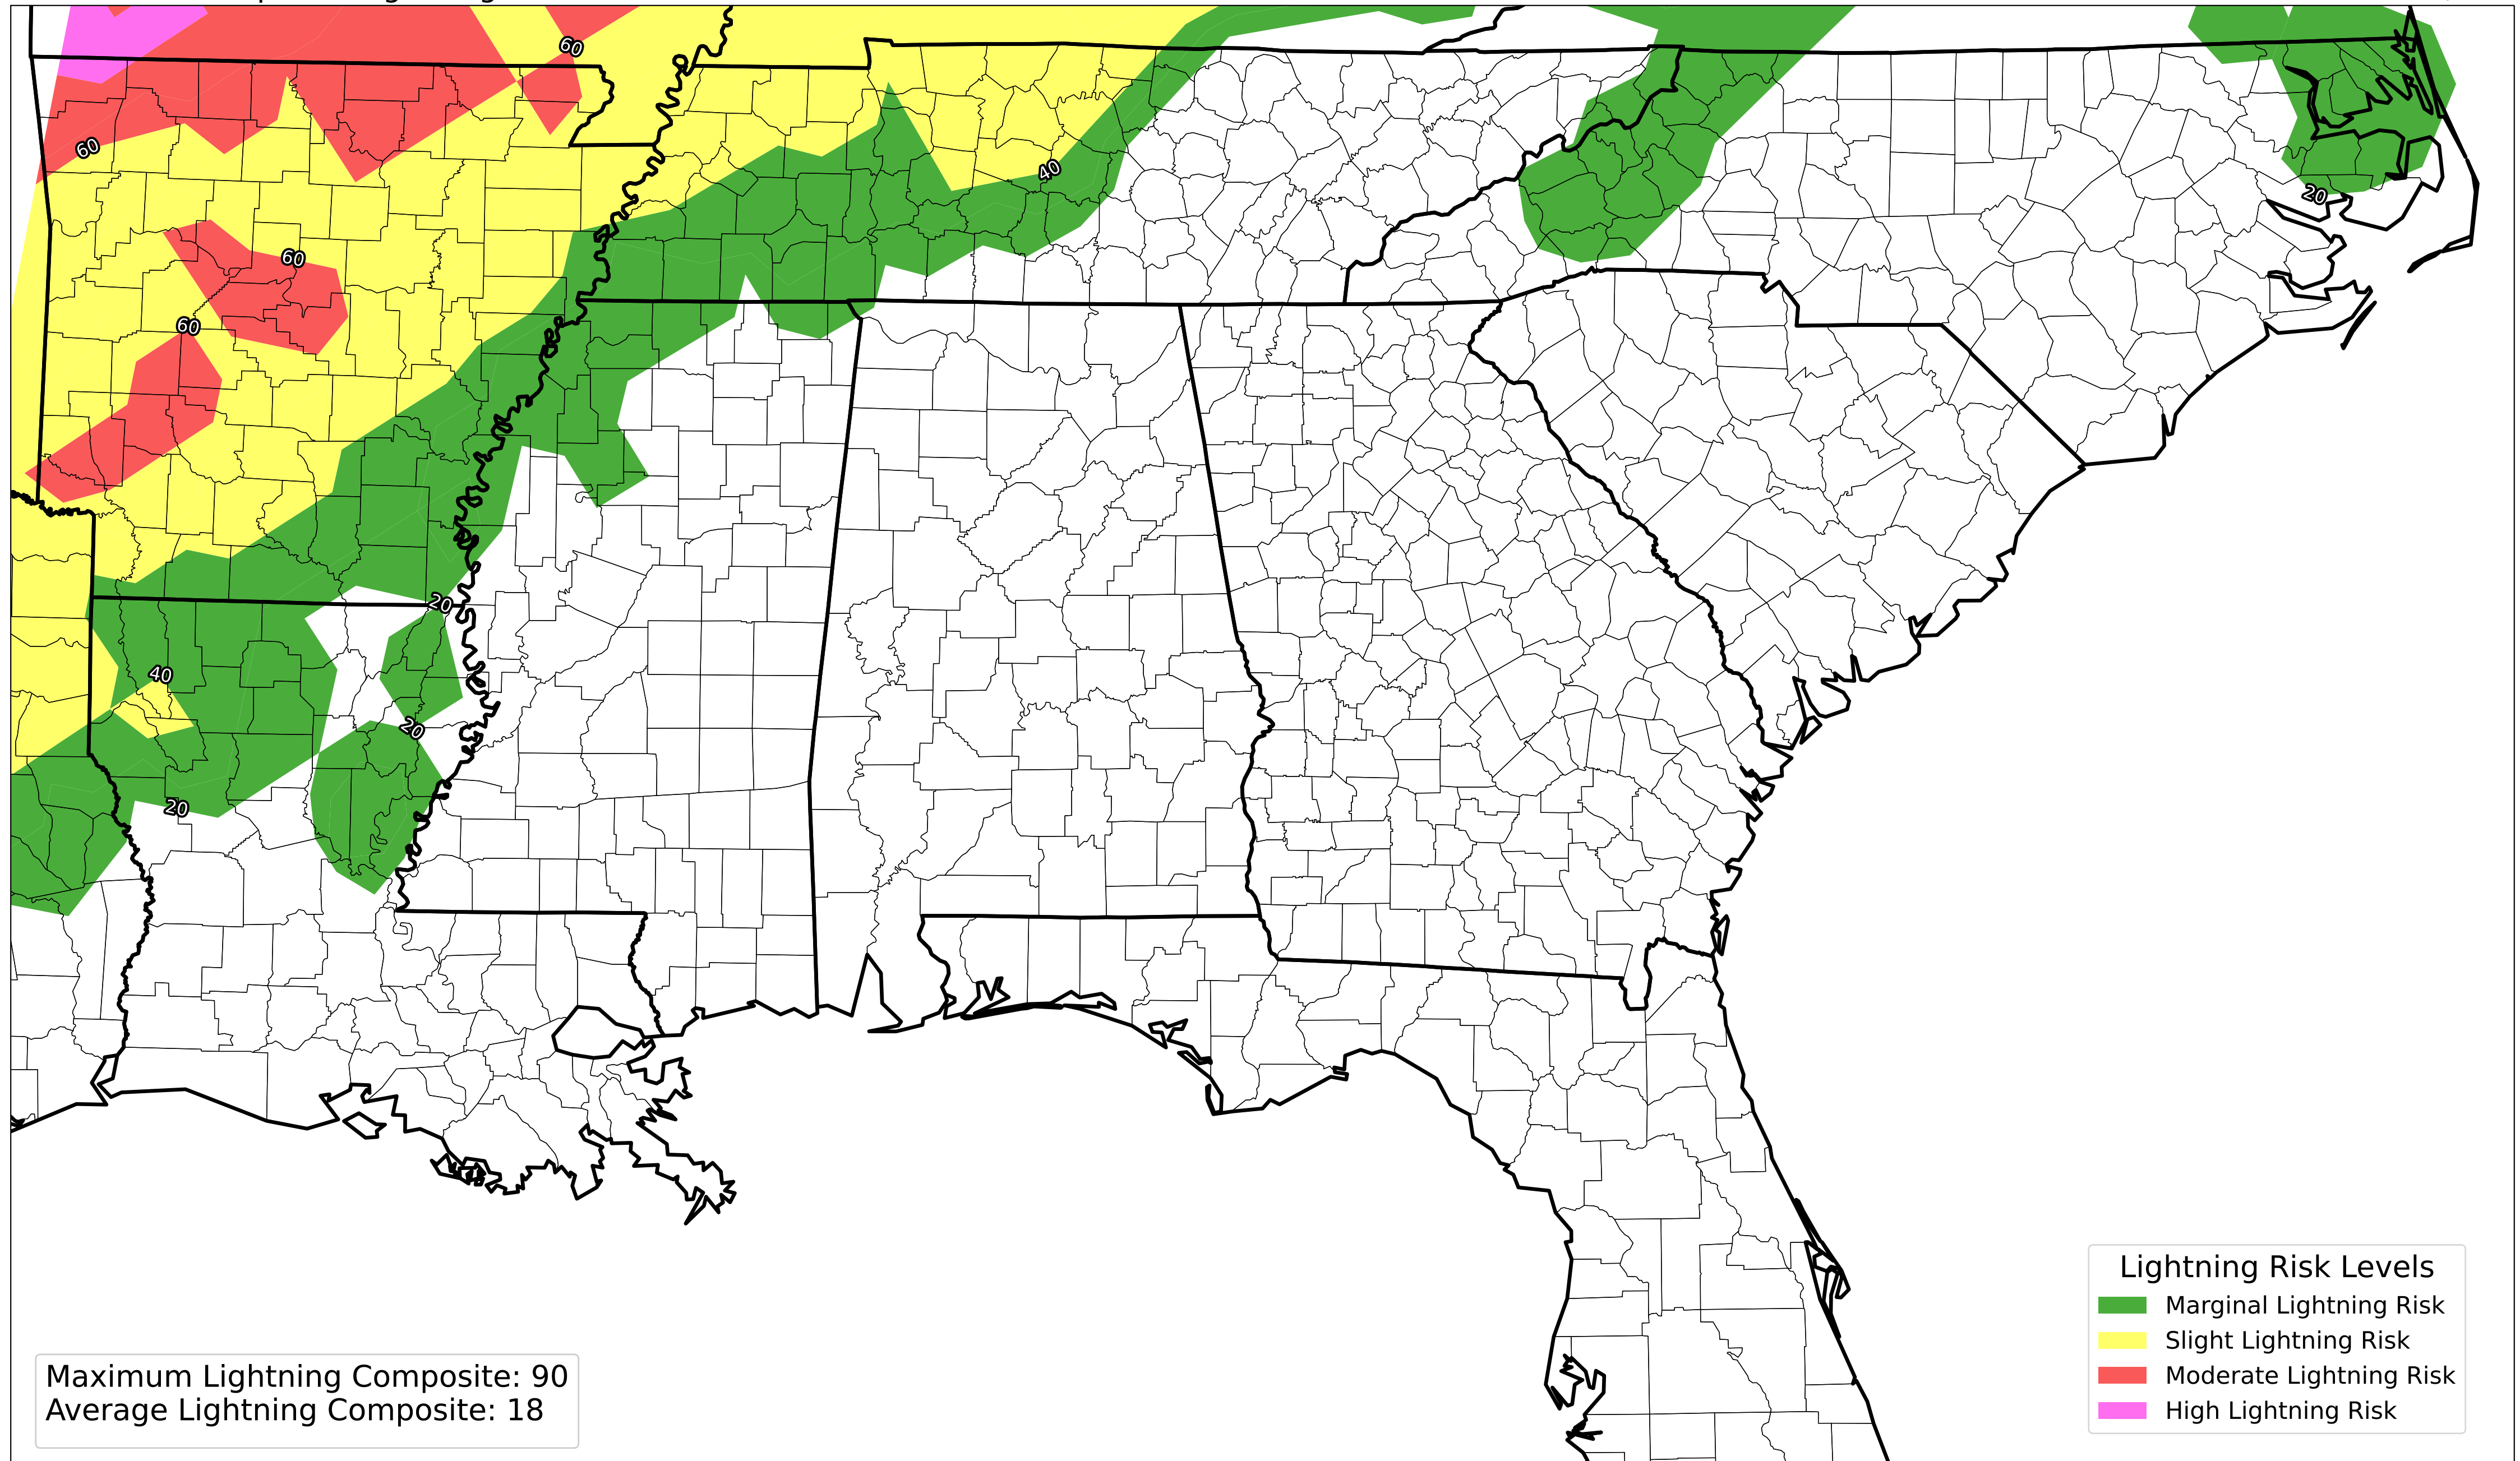 60
60
40
20
60
60
20
40
20
20
Lightning Risk Levels
Marginal Lightning Risk
Slight Lightning Risk
Moderate Lightning Risk
High Lightning Risk
Maximum Lightning Composite: 90
Average Lightning Composite: 18